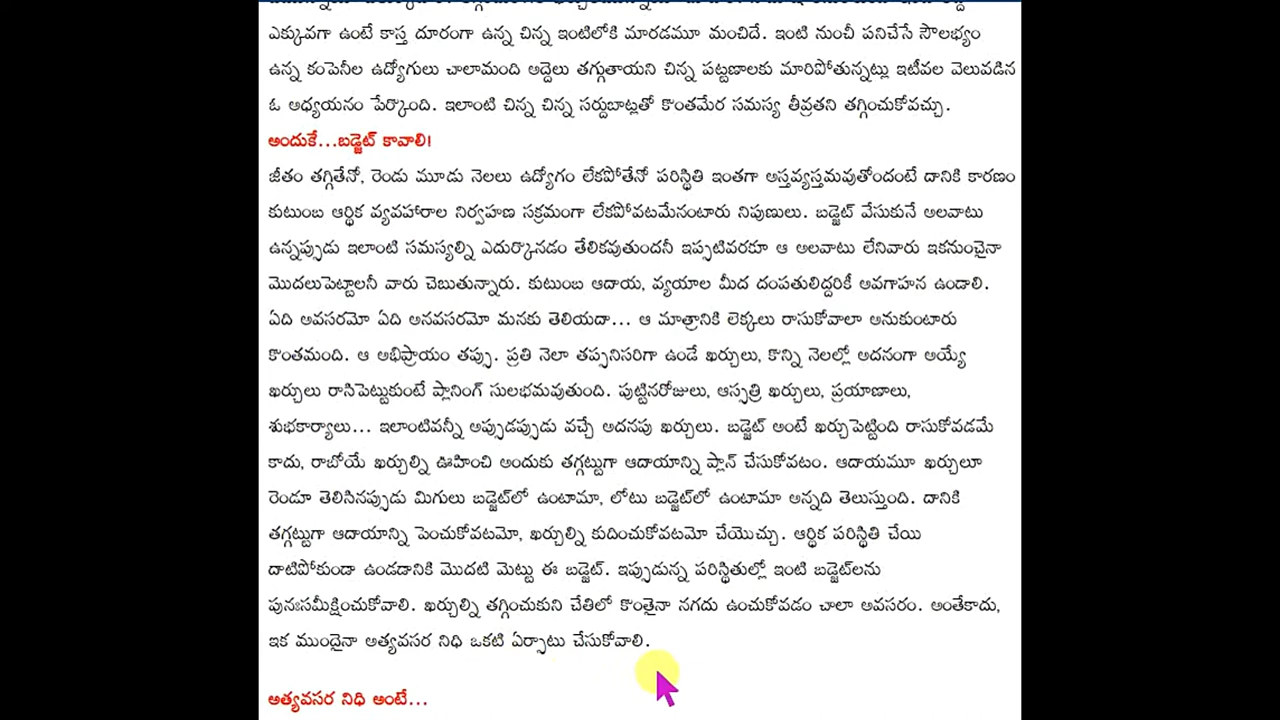 ఎక్కువగా ఉంటే కాస్త దూరంగా ఉన్న చిన్న ఇంటిలోకి మారడమూ మంచిదే. ఇంటి నుంచీ పనిచేసే సౌలభ్యం
ఉన్న కంపెనీల ఉద్యోగులు చాలామంది అద్దెలు తగ్గుతాయని చిన్న పట్టణాలకు మారిపోతున్నట్లు ఇటీవల వెలువడిన
ఓ అధ్యయనం పేర్కొంది. ఇలాంటి చిన్న చిన్న సర్దుబాట్లతో కొంతమేర సమస్య తీవ్రతని తగ్గించుకోవచ్చు.
అందుకే...బడ్జెట్ కావాలి!
జీతం తగ్గితేనో, రెండు మూడు నెలలు ఉద్యోగం లేకపోతేనో పరిస్థితి ఇంతగా అస్తవ్యస్తమవుతోందంటే దానికి కారణం
కుటుంబ ఆర్థిక వ్యవహారాల నిర్వహణ సక్రమంగా లేకపోవటమేనంటారు నిపుణులు. బడ్జెట్ వేసుకునే అలవాటు
ఉన్నప్పుడు ఇలాంటి సమస్యల్ని ఎదుర్కొనడం తేలికవుతుందనీ ఇప్పటివరకూ ఆ అలవాటు లేనివారు ఇకనుంచైనా
మొదలుపెట్టాలనీ వారు చెబుతున్నారు. కుటుంబ ఆదాయ, వ్యయాల మీద దంపతులిద్దరికీ అవగాహన ఉండాలి.
ఏది అవసరమో ఏది అనవసరమో మనకు తెలియదా... ఆ మాత్రానికి లెక్కలు రాసుకోవాలా అనుకుంటారు
కొంతమంది. ఆ అభిప్రాయం తప్పు. ప్రతి నెలా తప్పనిసరిగా ఉండే ఖర్చులు, కొన్ని నెలల్లో అదనంగా అయ్యే
ఖర్చులు రాసిపెట్టుకుంటే ప్లానింగ్ సులభమవుతుంది. పుట్టినరోజులు, ఆస్పత్రి ఖర్చులు, ప్రయాణాలు,
శుభకార్యాలు... ఇలాంటివన్నీ అప్పుడప్పుడు వచ్చే అదనపు ఖర్చులు. బడ్జెట్ అంటే ఖర్చుపెట్టింది రాసుకోవడమే
కాదు, రాబోయే ఖర్చుల్ని ఊహించి అందుకు తగ్గట్టుగా ఆదాయాన్ని ప్లాన్ చేసుకోవటం. ఆదాయమూ ఖర్చులూ
రెండూ తెలిసినప్పుడు మిగులు బడ్జెట్‌లో ఉంటామా, లోటు బడ్జెట్‌లో ఉంటామా అన్నది తెలుస్తుంది. దానికి
తగ్గట్టుగా ఆదాయాన్ని పెంచుకోవటమో, ఖర్చుల్ని కుదించుకోవటమో చేయొచ్చు. ఆర్థిక పరిస్థితి చేయి
దాటిపోకుండా ఉండడానికి మొదటి మెట్టు ఈ బడ్జెట్. ఇప్పుడున్న పరిస్థితుల్లో ఇంటి బడ్జెట్‌లను
పునఃసమీక్షించుకోవాలి. ఖర్చుల్ని తగ్గించుకుని చేతిలో కొంతైనా నగదు ఉంచుకోవడం చాలా అవసరం. అంతేకాదు,
ఇక ముందైనా అత్యవసర నిధి ఒకటి ఏర్పాటు చేసుకోవాలి.
అత్యవసర నిధి అంటే...